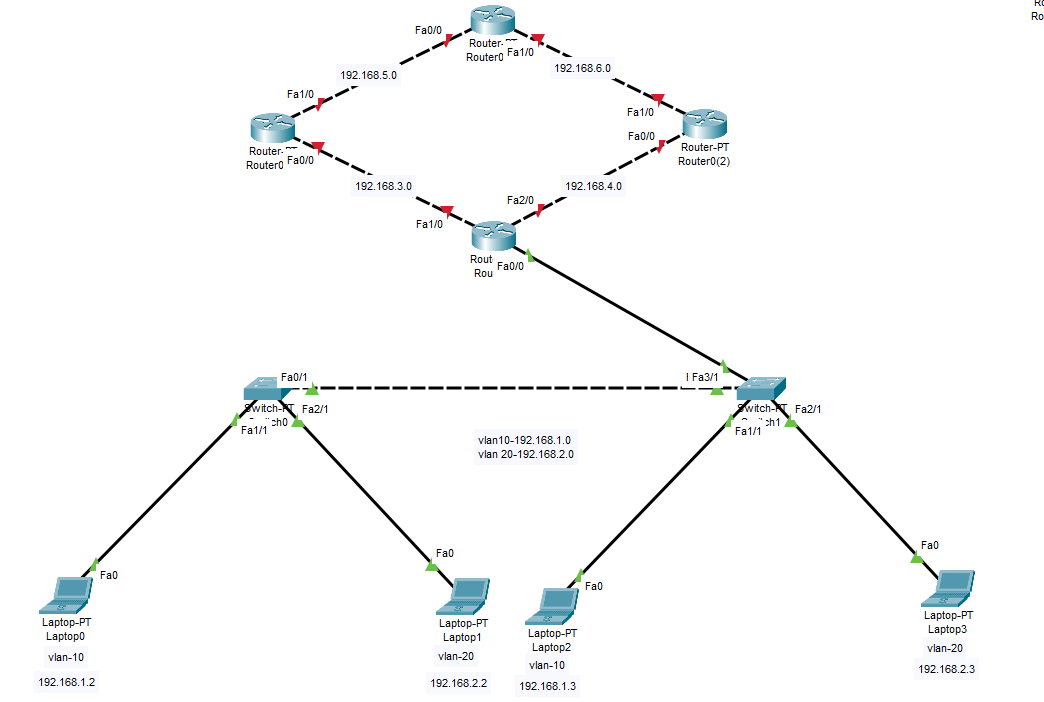 Ro
Ro
Fa0/0
Router-PT
Router0
Fa1/0
192.168.5.0
192.168.6.0
Fa1/0
Fa1/0
Router-PT
Router0
Fa0/0
Fa0/0
Router-PT
Router0(2)
192.168.3.0
192.168.4.0
Fa2/0
Fa1/0
Rout
Rou
Fa0/0
Fa0/1
Fa3/1
Switch-PT
Fa2/1
Fa1/1
Switch-PT
Fa2/1
Fa1/1
vlan10-192.168.1.0
vlan 20-192.168.2.0
Fa0
Fa0
Fa0
Fa0
Laptop-PT
Laptop0
vlan-10
192.168.1.2
Laptop-PT
Laptop1
vlan-20
192.168.2.2
Laptop-PT
Laptop2
vlan-10
192.168.1.3
Laptop-PT
Laptop3
vlan-20
192.168.2.3